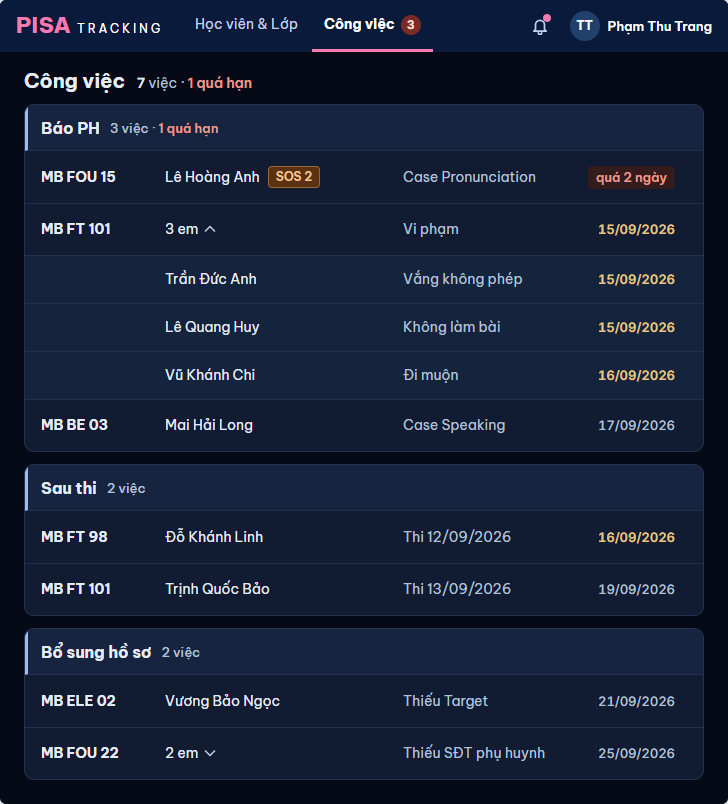 PISA TRACKING Học viên & Lớp Công việc 3 TT Phạm Thu Trang
Công việc 7 việc · 1 quá hạn
Báo PH 3 việc · 1 quá hạn
MB FOU 15 Lê Hoàng Anh SOS 2 Case Pronunciation quá 2 ngày
MB FT 101 3 em Vi phạm 15/09/2026
Trần Đức Anh Vắng không phép 15/09/2026
Lê Quang Huy Không làm bài 15/09/2026
Vũ Khánh Chi Đi muộn 16/09/2026
MB BE 03 Mai Hải Long Case Speaking 17/09/2026
Sau thi 2 việc
MB FT 98 Đỗ Khánh Linh Thi 12/09/2026 16/09/2026
MB FT 101 Trịnh Quốc Bảo Thi 13/09/2026 19/09/2026
Bổ sung hồ sơ 2 việc
MB ELE 02 Vương Bảo Ngọc Thiếu Target 21/09/2026
MB FOU 22 2 em Thiếu SĐT phụ huynh 25/09/2026